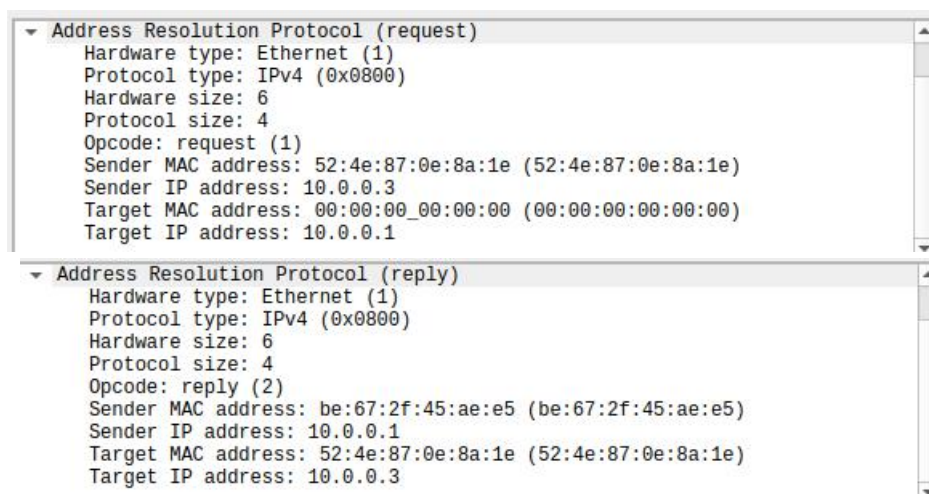 Address Resolution Protocol (request)
Hardware type: Ethernet (1)
Protocol type: IPv4 (0x0800)
Hardware size: 6
Protocol size: 4
Opcode: request (1)
Sender MAC address: 52:4e:87:0e:8a:1e (52:4e:87:0e:8a:1e)
Sender IP address: 10.0.0.3
Target MAC address: 00:00:00_00:00:00 (00:00:00:00:00:00)
Target IP address: 10.0.0.1
Address Resolution Protocol (reply)
Hardware type: Ethernet (1)
Protocol type: IPv4 (0x0800)
Hardware size: 6
Protocol size: 4
Opcode: reply (2)
Sender MAC address: be:67:2f:45:ae:e5 (be:67:2f:45:ae:e5)
Sender IP address: 10.0.0.1
Target MAC address: 52:4e:87:0e:8a:1e (52:4e:87:0e:8a:1e)
Target IP address: 10.0.0.3